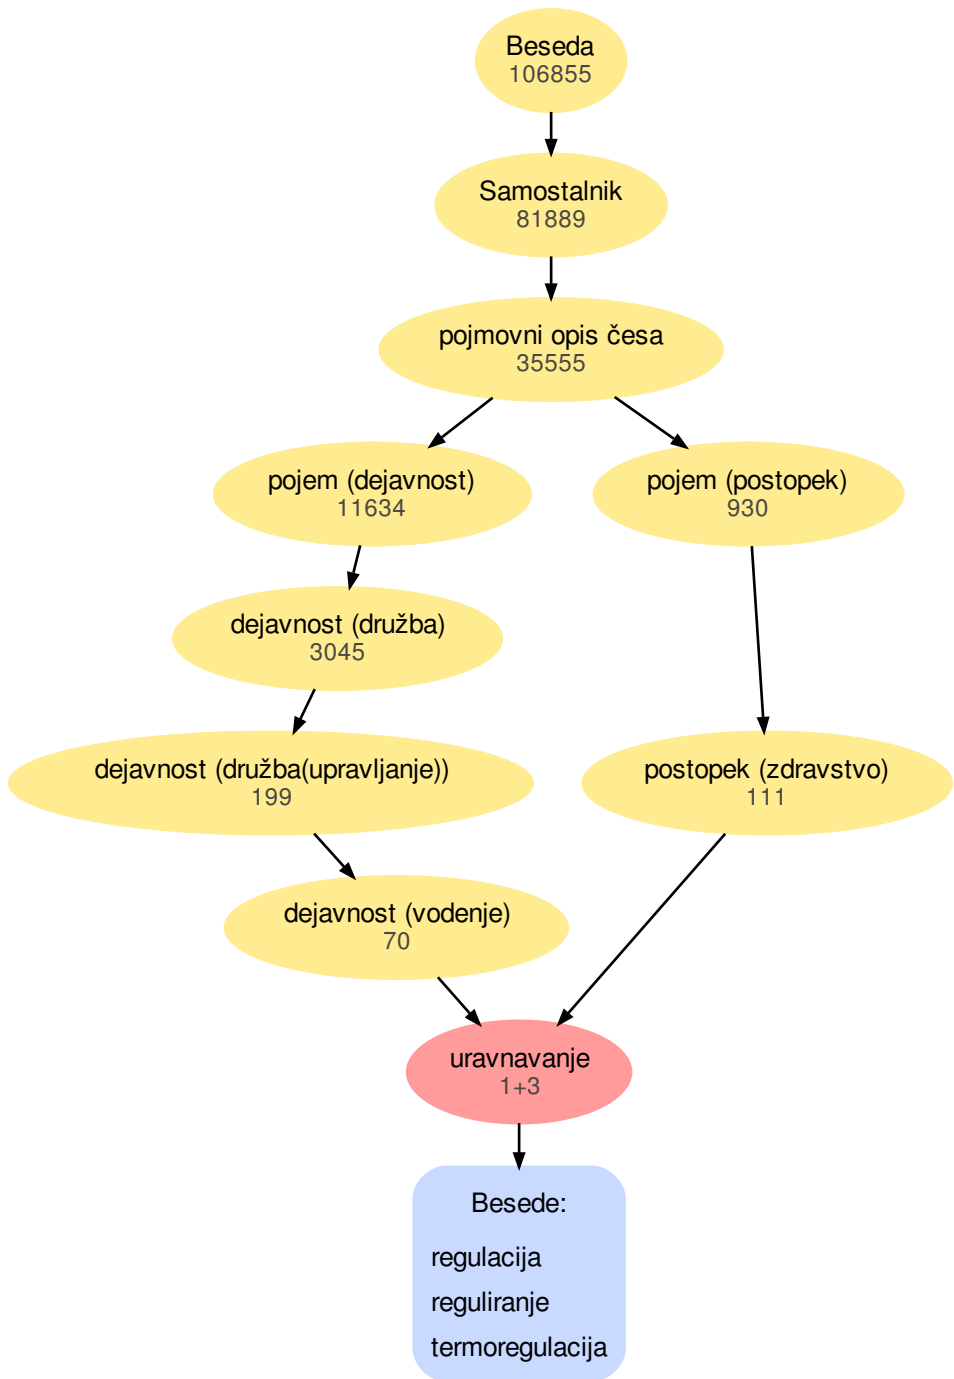 Beseda
106855
Samostalnik
81889
pojmovni opis česa
35555
pojem (dejavnost)
11634
pojem (postopek)
930
dejavnost (družba)
3045
dejavnost (družba(upravljanje))
199
postopek (zdravstvo)
111
dejavnost (vodenje)
70
uravnavanje
1+3
Besede:
regulacija
reguliranje
termoregulacija